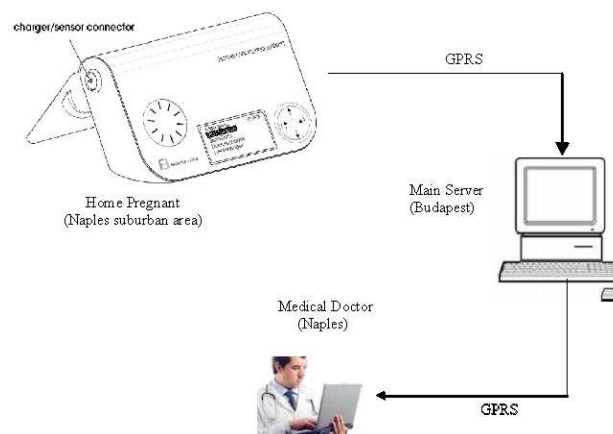 charger/sensor connector
GPRS
Home Pregnant
(Naples suburban area)
Main Server
(Budapest)
Medical Doctor
(Naples)
GPRS